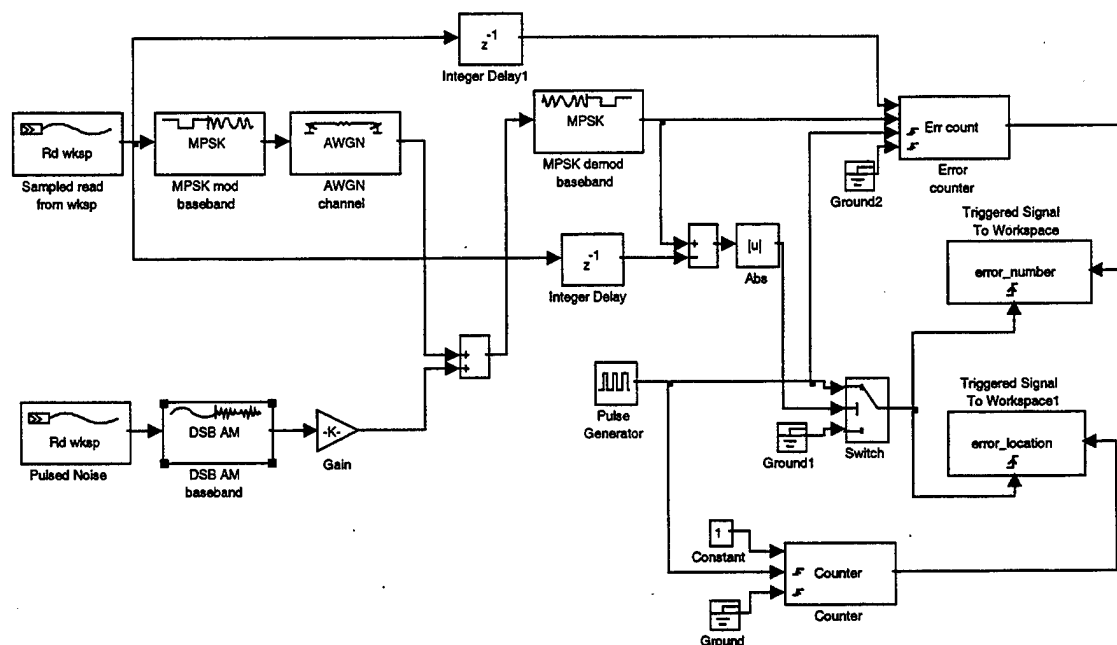 z-1
Integer Delay1
Rd wksp
Sampled read
from wksp
MPSK
MPSK mod
baseband
AWGN
AWGN
channel
MPSK
MPSK demod
baseband
Err count
Error
counter
Ground2
z-1
Integer Delay
+
-
|u|
Abs
Triggered Signal
To Workspace
error_number
+
+
Pulse
Generator
Rd wksp
Pulsed Noise
DSB AM
DSB AM
baseband
-K-
Gain
Ground1
Switch
Triggered Signal
To Workspace1
error_location
1
Constant
Counter
Counter
Ground